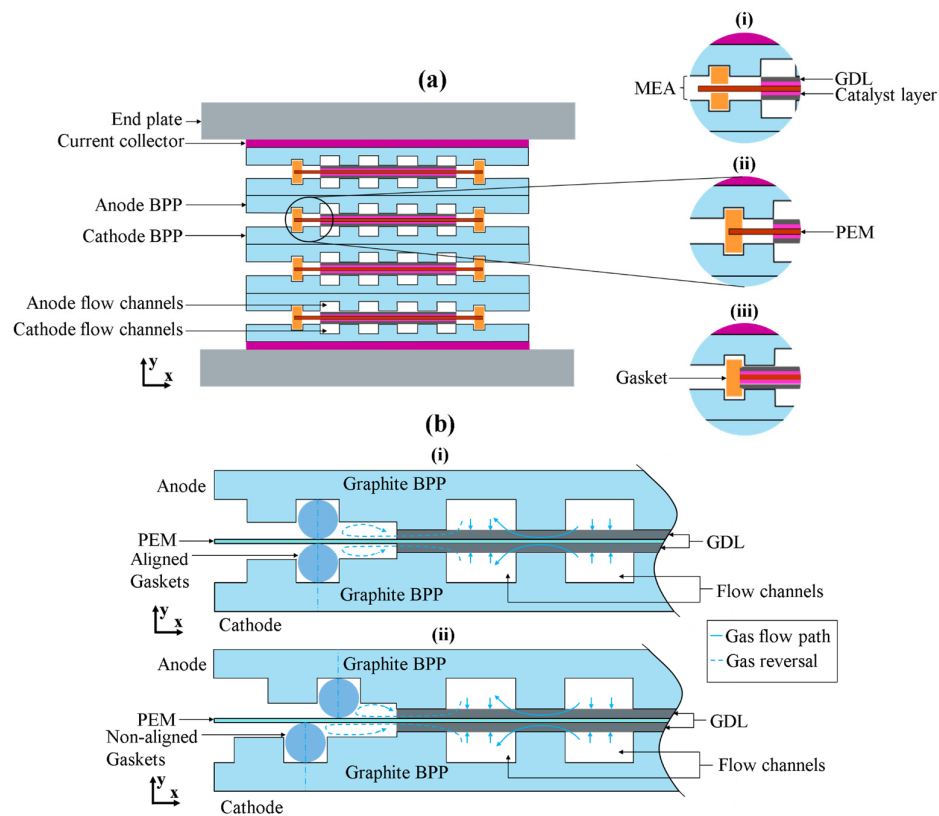 (a)
End plate
Current collector
Anode BPP
Cathode BPP
Anode flow channels
Cathode flow channels
y
x
(i)
MEA
GDL
Catalyst layer
(ii)
PEM
(iii)
Gasket
(b)
(i)
Anode
Graphite BPP
PEM
Aligned
Gaskets
GDL
Graphite BPP
Flow channels
y
x
Cathode
Gas flow path
Gas reversal
(ii)
Anode
Graphite BPP
PEM
Non-aligned
Gaskets
GDL
Graphite BPP
Flow channels
y
x
Cathode